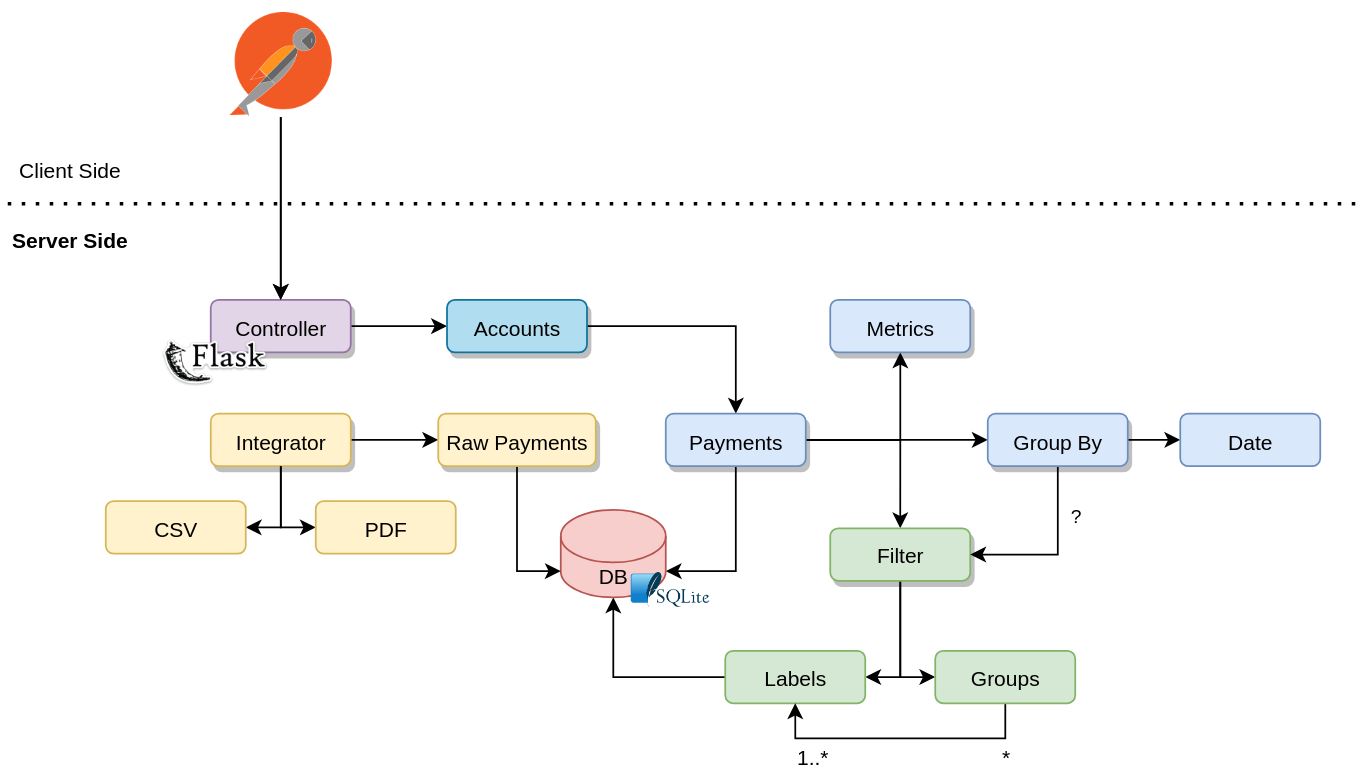 Client Side
Server Side
Controller
Flask
Accounts
Metrics
Integrator
Raw Payments
Payments
Group By
Date
CSV
PDF
?
DB
SQLite
Filter
Labels
Groups
1..*
*